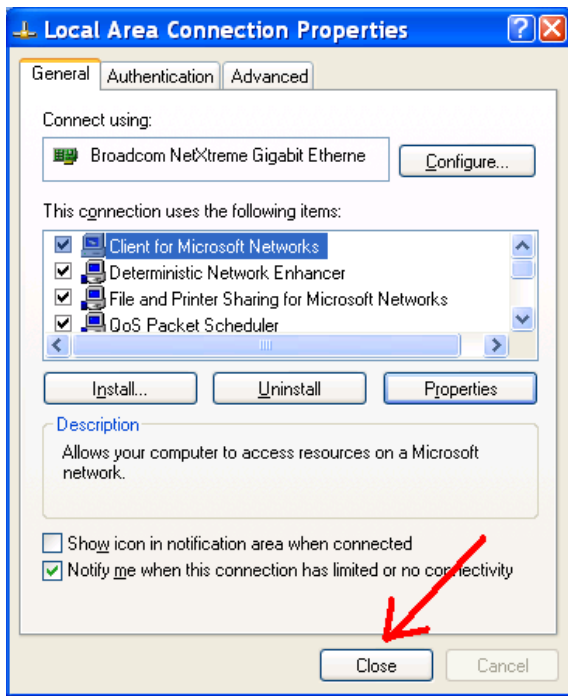 Local Area Connection Properties
General Authentication Advanced
Connect using:
Broadcom NetXtreme Gigabit Etherne
Configure...
This connection uses the following items:
Client for Microsoft Networks
Deterministic Network Enhancer
File and Printer Sharing for Microsoft Networks
QoS Packet Scheduler
Install... Uninstall Properties
Description
Allows your computer to access resources on a Microsoft
network.
Show icon in notification area when connected
Notify me when this connection has limited or no connectivity
Close Cancel